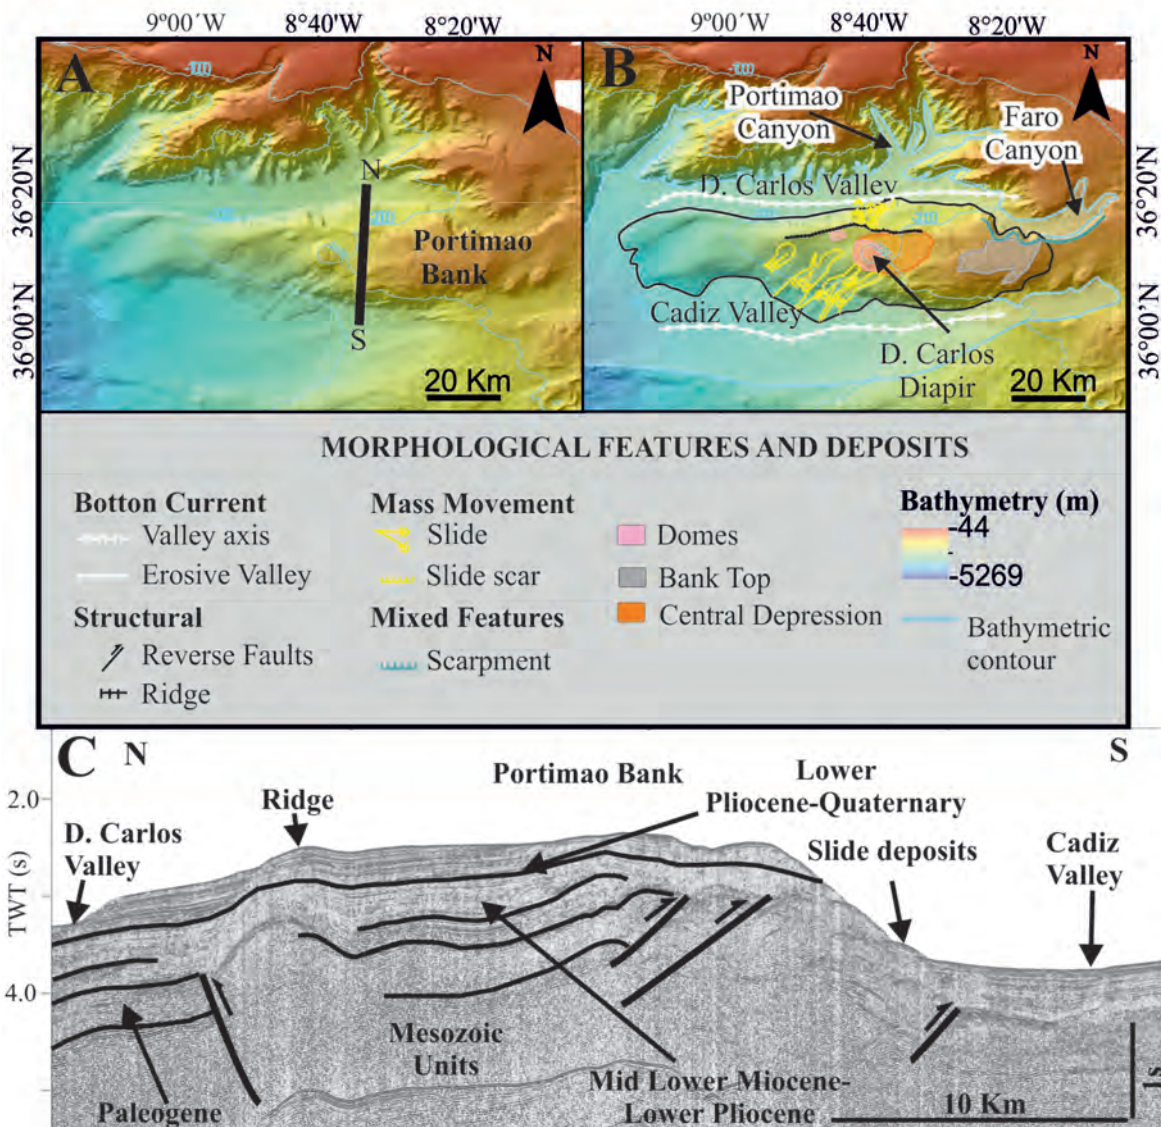 9°00´W 8°40´W 8°20´W
9°00´W 8°40´W 8°20´W
A
N
-100
N
-210
Portimao
Bank
S
20 Km
B
N
-100
Portimao
Canyon
Faro
Canyon
D. Carlos Valley
-210
Cadiz Valley
D. Carlos
Diapir
20 Km
36°20'N
36°00'N
36°20'N
36°00'N
MORPHOLOGICAL FEATURES AND DEPOSITS
Botton Current
Valley axis
Erosive Valley
Structural
Reverse Faults
Ridge
Mass Movement
Slide
Slide scar
Mixed Features
Scarpment
Domes
Bank Top
Central Depression
Bathymetry (m)
-44
-
-5269
Bathymetric
contour
C
N
S
2.0
TWT (s)
4.0
D. Carlos
Valley
Ridge
Portimao Bank
Lower
Pliocene-Quaternary
Slide deposits
Cadiz
Valley
Paleogene
Mesozoic
Units
Mid Lower Miocene-
Lower Pliocene
10 Km
1s